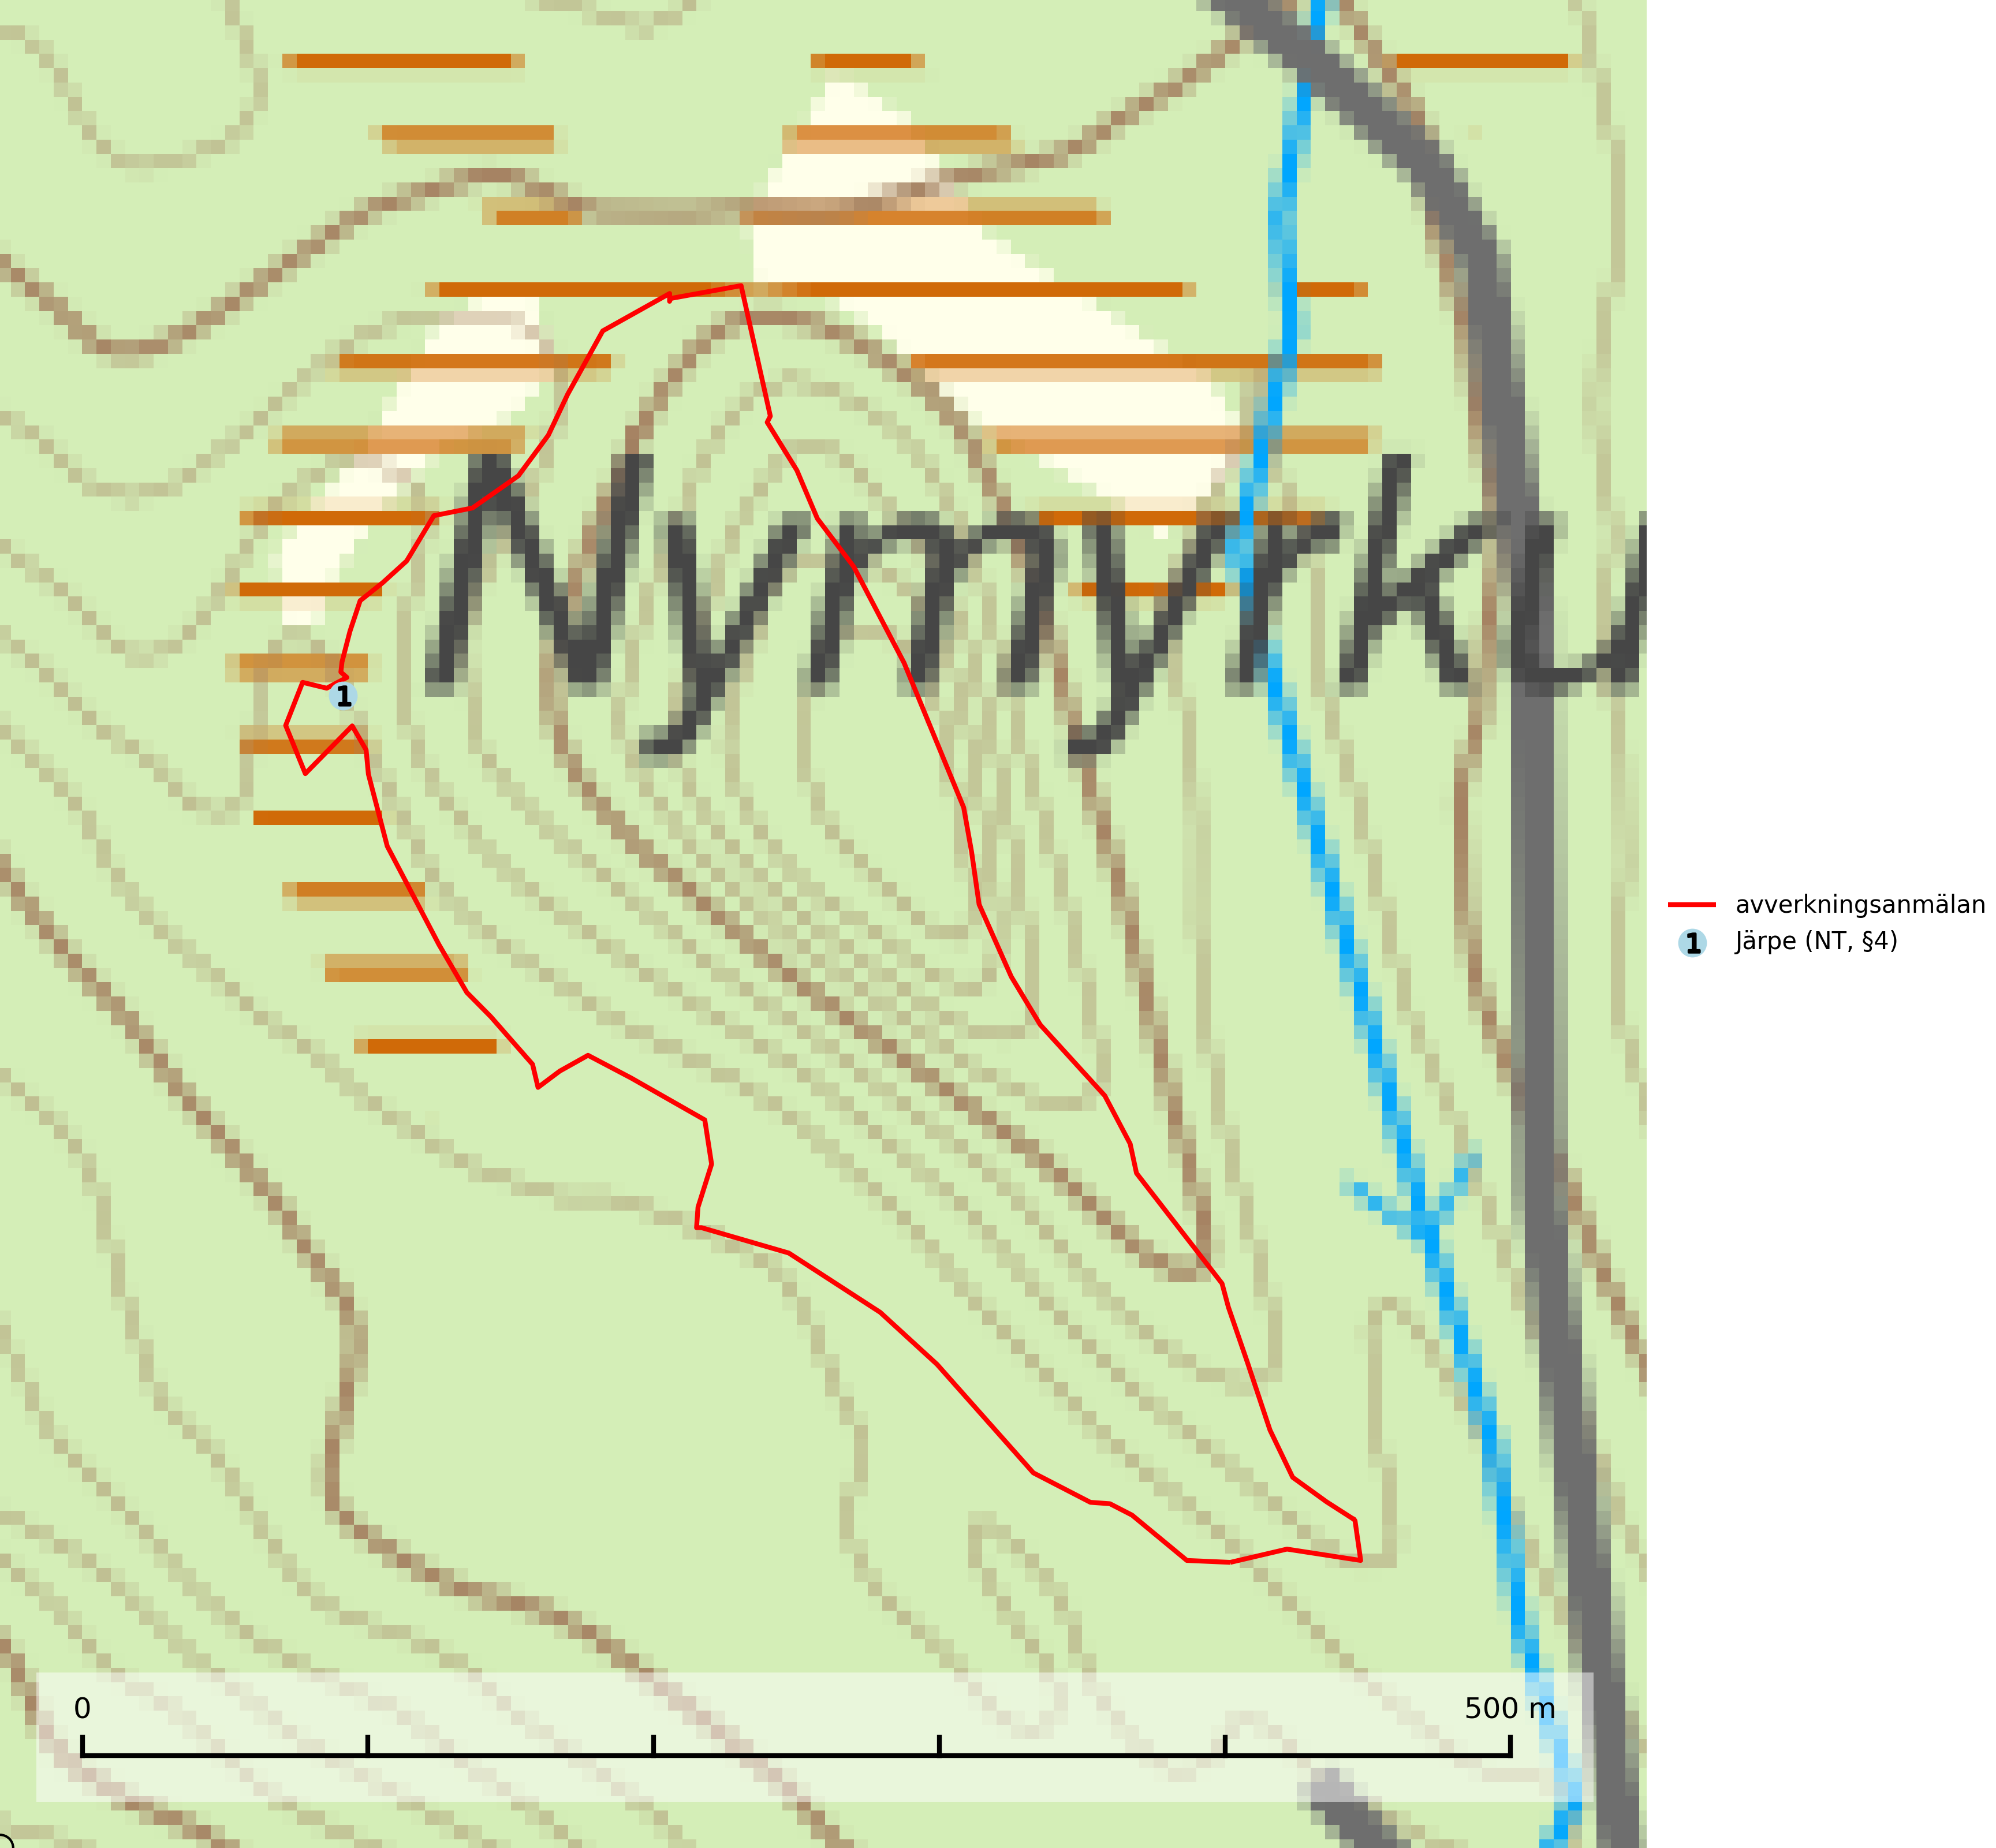 Nymyrku
1
avverkningsanmälan
1 Järpe (NT, §4)
0 500 m